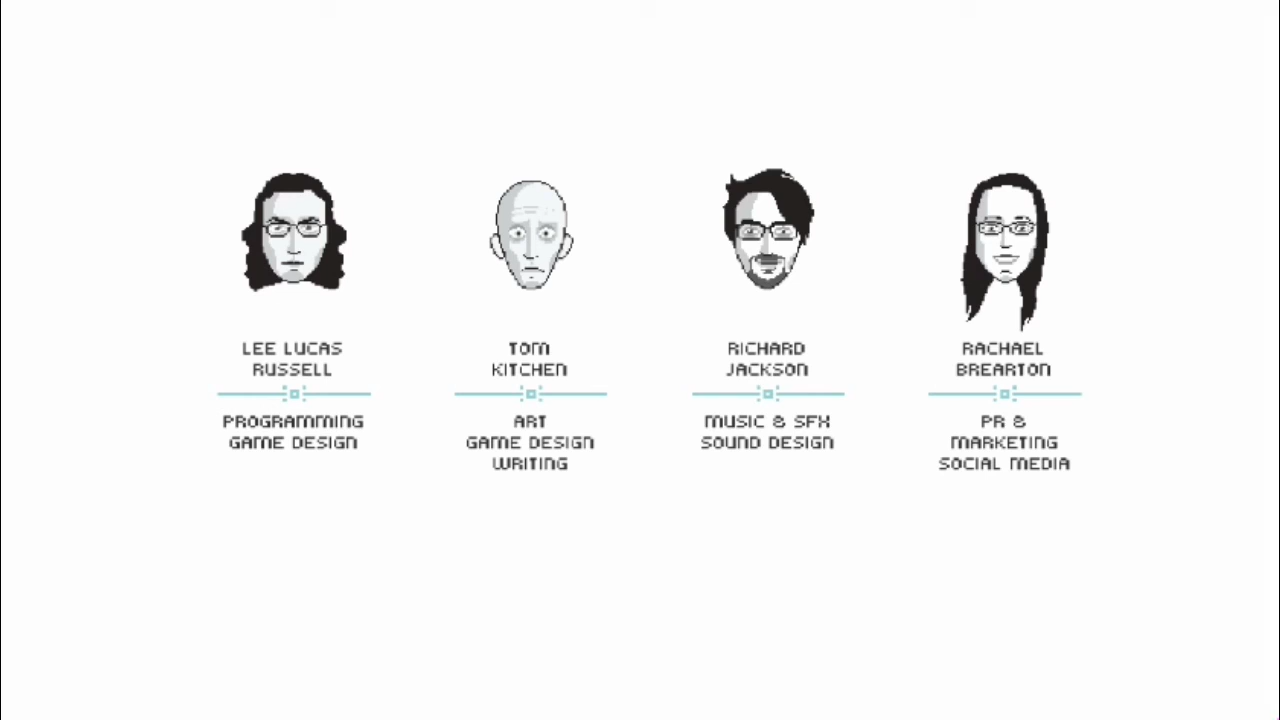 LEE LUCAS
RUSSELL
PROGRAMMING
GAME DESIGN
TOM
KITCHEN
ART
GAME DESIGN
WRITING
RICHARD
JACKSON
MUSIC & SFX
SOUND DESIGN
RACHAEL
BREARTON
PR &
MARKETING
SOCIAL MEDIA